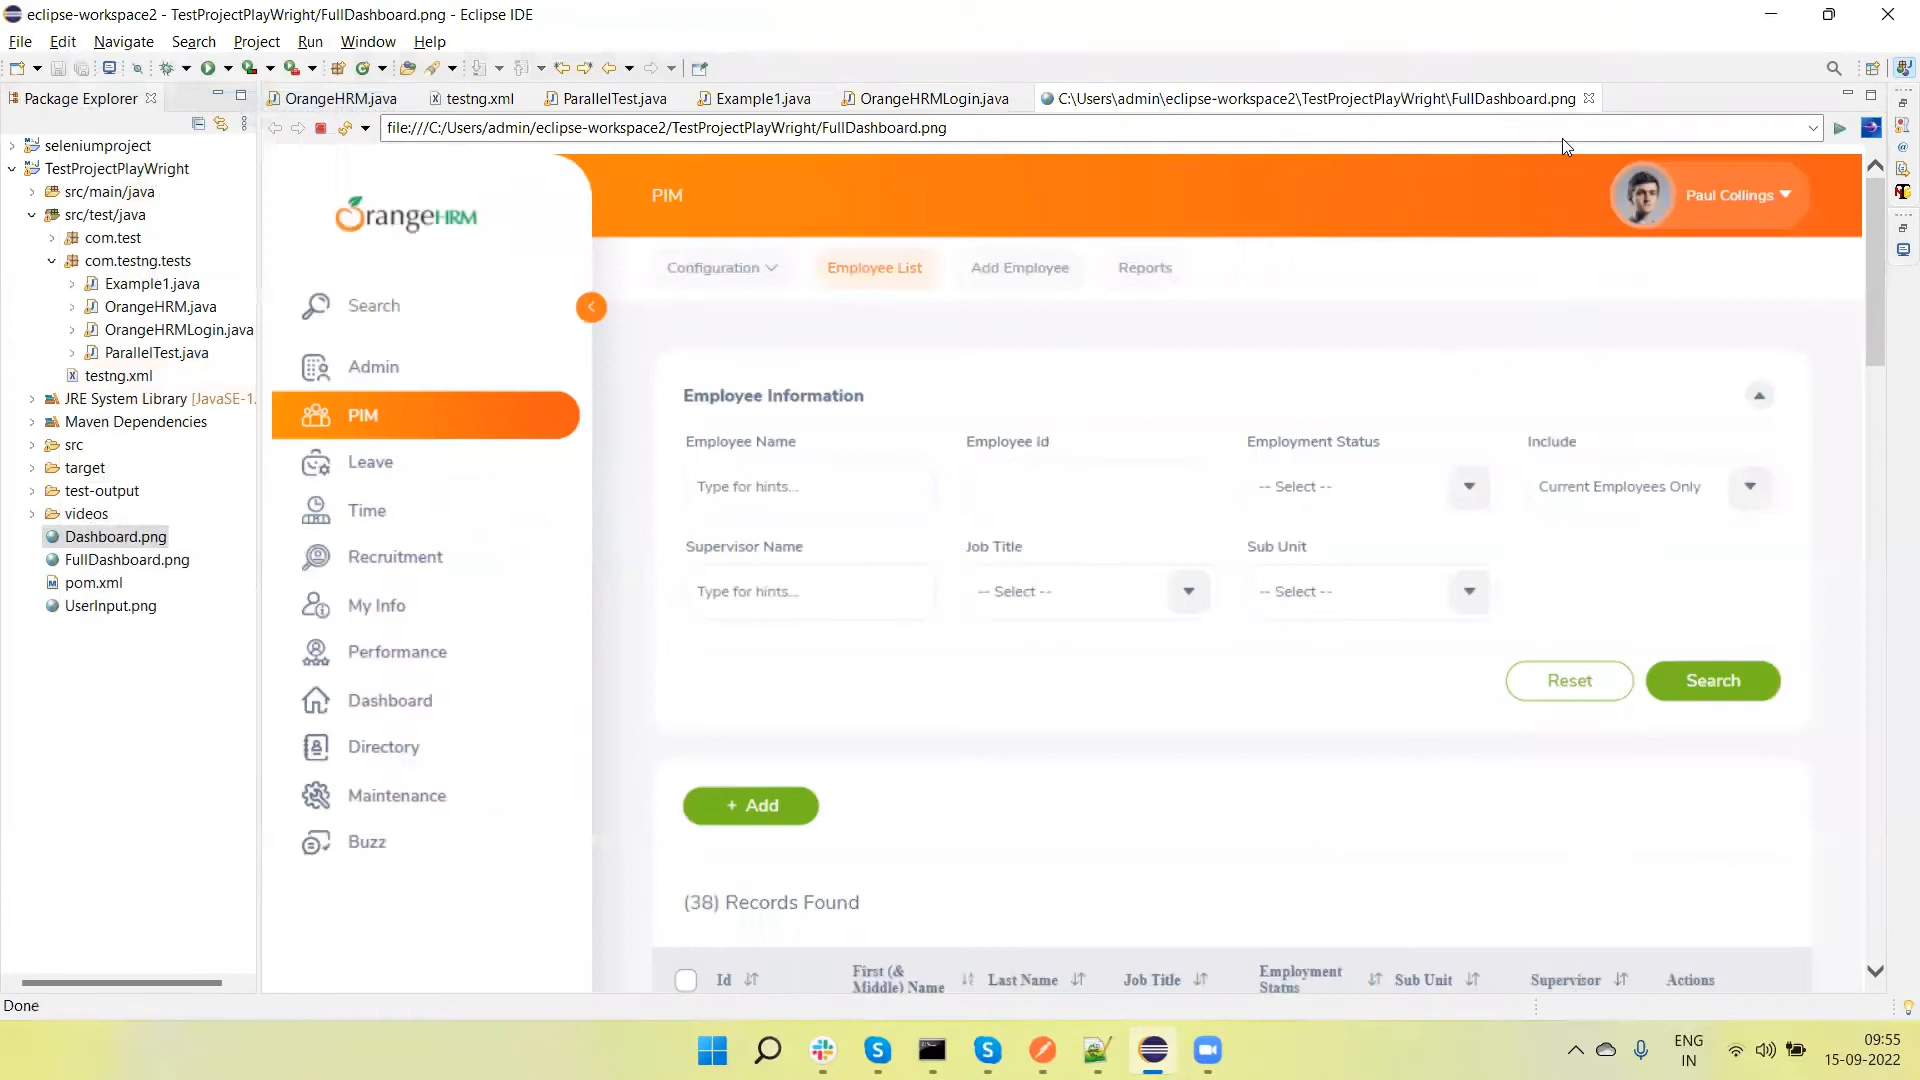 eclipse-workspace2 - TestProjectPlayWright/FullDashboard.png - Eclipse IDE
File Edit Navigate Search Project Run Window Help
Package Explorer
OrangeHRM.java testng.xml ParallelTest.java Example1.java OrangeHRMLogin.java C:\Users\admin\eclipse-workspace2\TestProjectPlayWright\FullDashboard.png
file:///C:/Users/admin/eclipse-workspace2/TestProjectPlayWright/FullDashboard.png
seleniumproject
TestProjectPlayWright
src/main/java
src/test/java
com.test
com.testng.tests
Example1.java
OrangeHRM.java
OrangeHRMLogin.java
ParallelTest.java
testng.xml
JRE System Library [JavaSE-1.
Maven Dependencies
src
target
test-output
videos
Dashboard.png
FullDashboard.png
pom.xml
UserInput.png
OrangeHRM
Search
Admin
PIM
Leave
Time
Recruitment
My Info
Performance
Dashboard
Directory
Maintenance
Buzz
PIM
Paul Collings
Configuration Employee List Add Employee Reports
Employee Information
Employee Name Employee Id Employment Status Include
Type for hints... -- Select -- Current Employees Only
Supervisor Name Job Title Sub Unit
Type for hints... -- Select -- -- Select --
Reset Search
+ Add
(38) Records Found
Id First (& Middle) Name Last Name Job Title Employment Status Sub Unit Supervisor Actions
Done
ENG
IN
09:55
15-09-2022